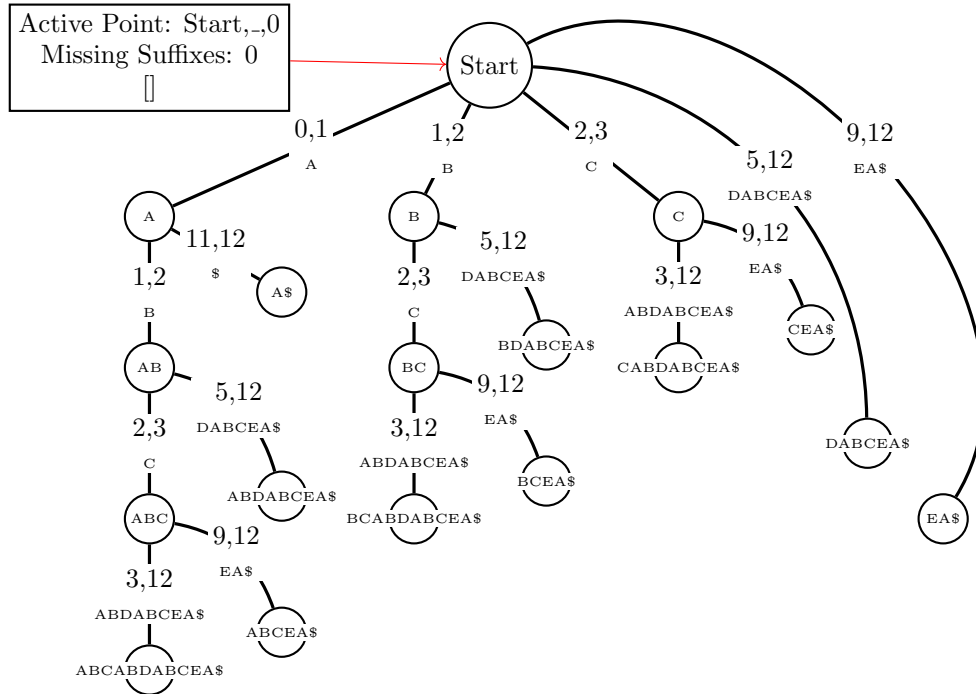 Active Point: Start,_,0
Missing Suffixes: 0
[]
Start
0,1
A
1,2
B
2,3
C
5,12
DABCEA$
9,12
EA$
A
B
C
11,12
$
A$
1,2
B
5,12
DABCEA$
BDABCEA$
2,3
C
9,12
EA$
CEA$
3,12
ABDABCEA$
CABDABCEA$
AB
BC
5,12
DABCEA$
ABDABCEA$
2,3
C
9,12
EA$
BCEA$
3,12
ABDABCEA$
BCABDABCEA$
DABCEA$
EA$
ABC
9,12
EA$
ABCEA$
3,12
ABDABCEA$
ABCABDABCEA$